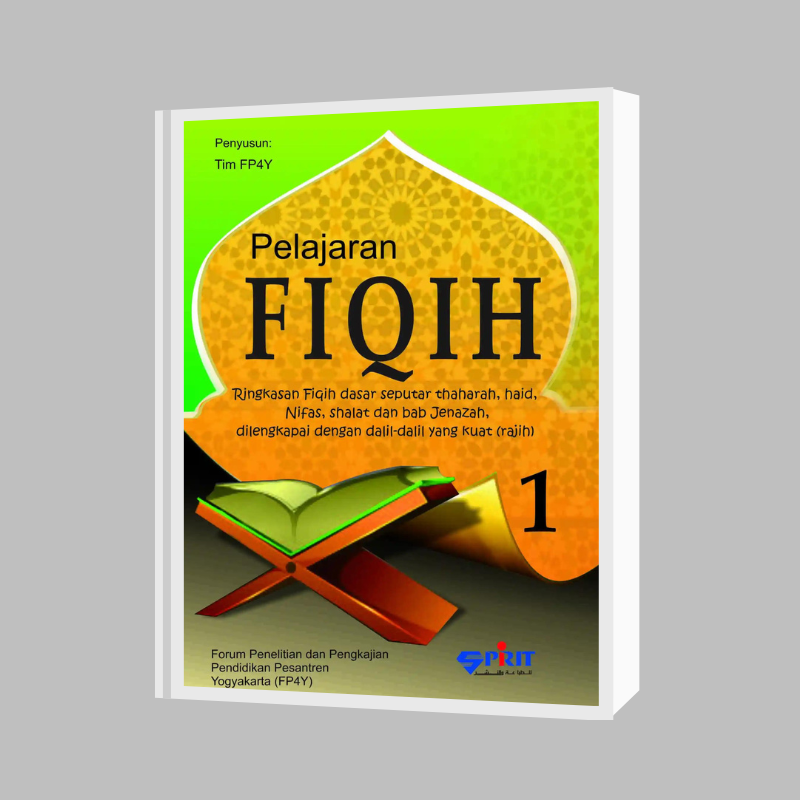 Penyusun:
Tim FP4Y
Pelajaran
FIQIH
Ringkasan Fiqih dasar seputar thaharah, haid,
Nifas, shalat dan bab Jenazah,
dilengkapai dengan dalil-dalil yang kuat (rajih)
1
Forum Penelitian dan Pengkajian
Pendidikan Pesantren
Yogyakarta (FP4Y)
SPIRIT